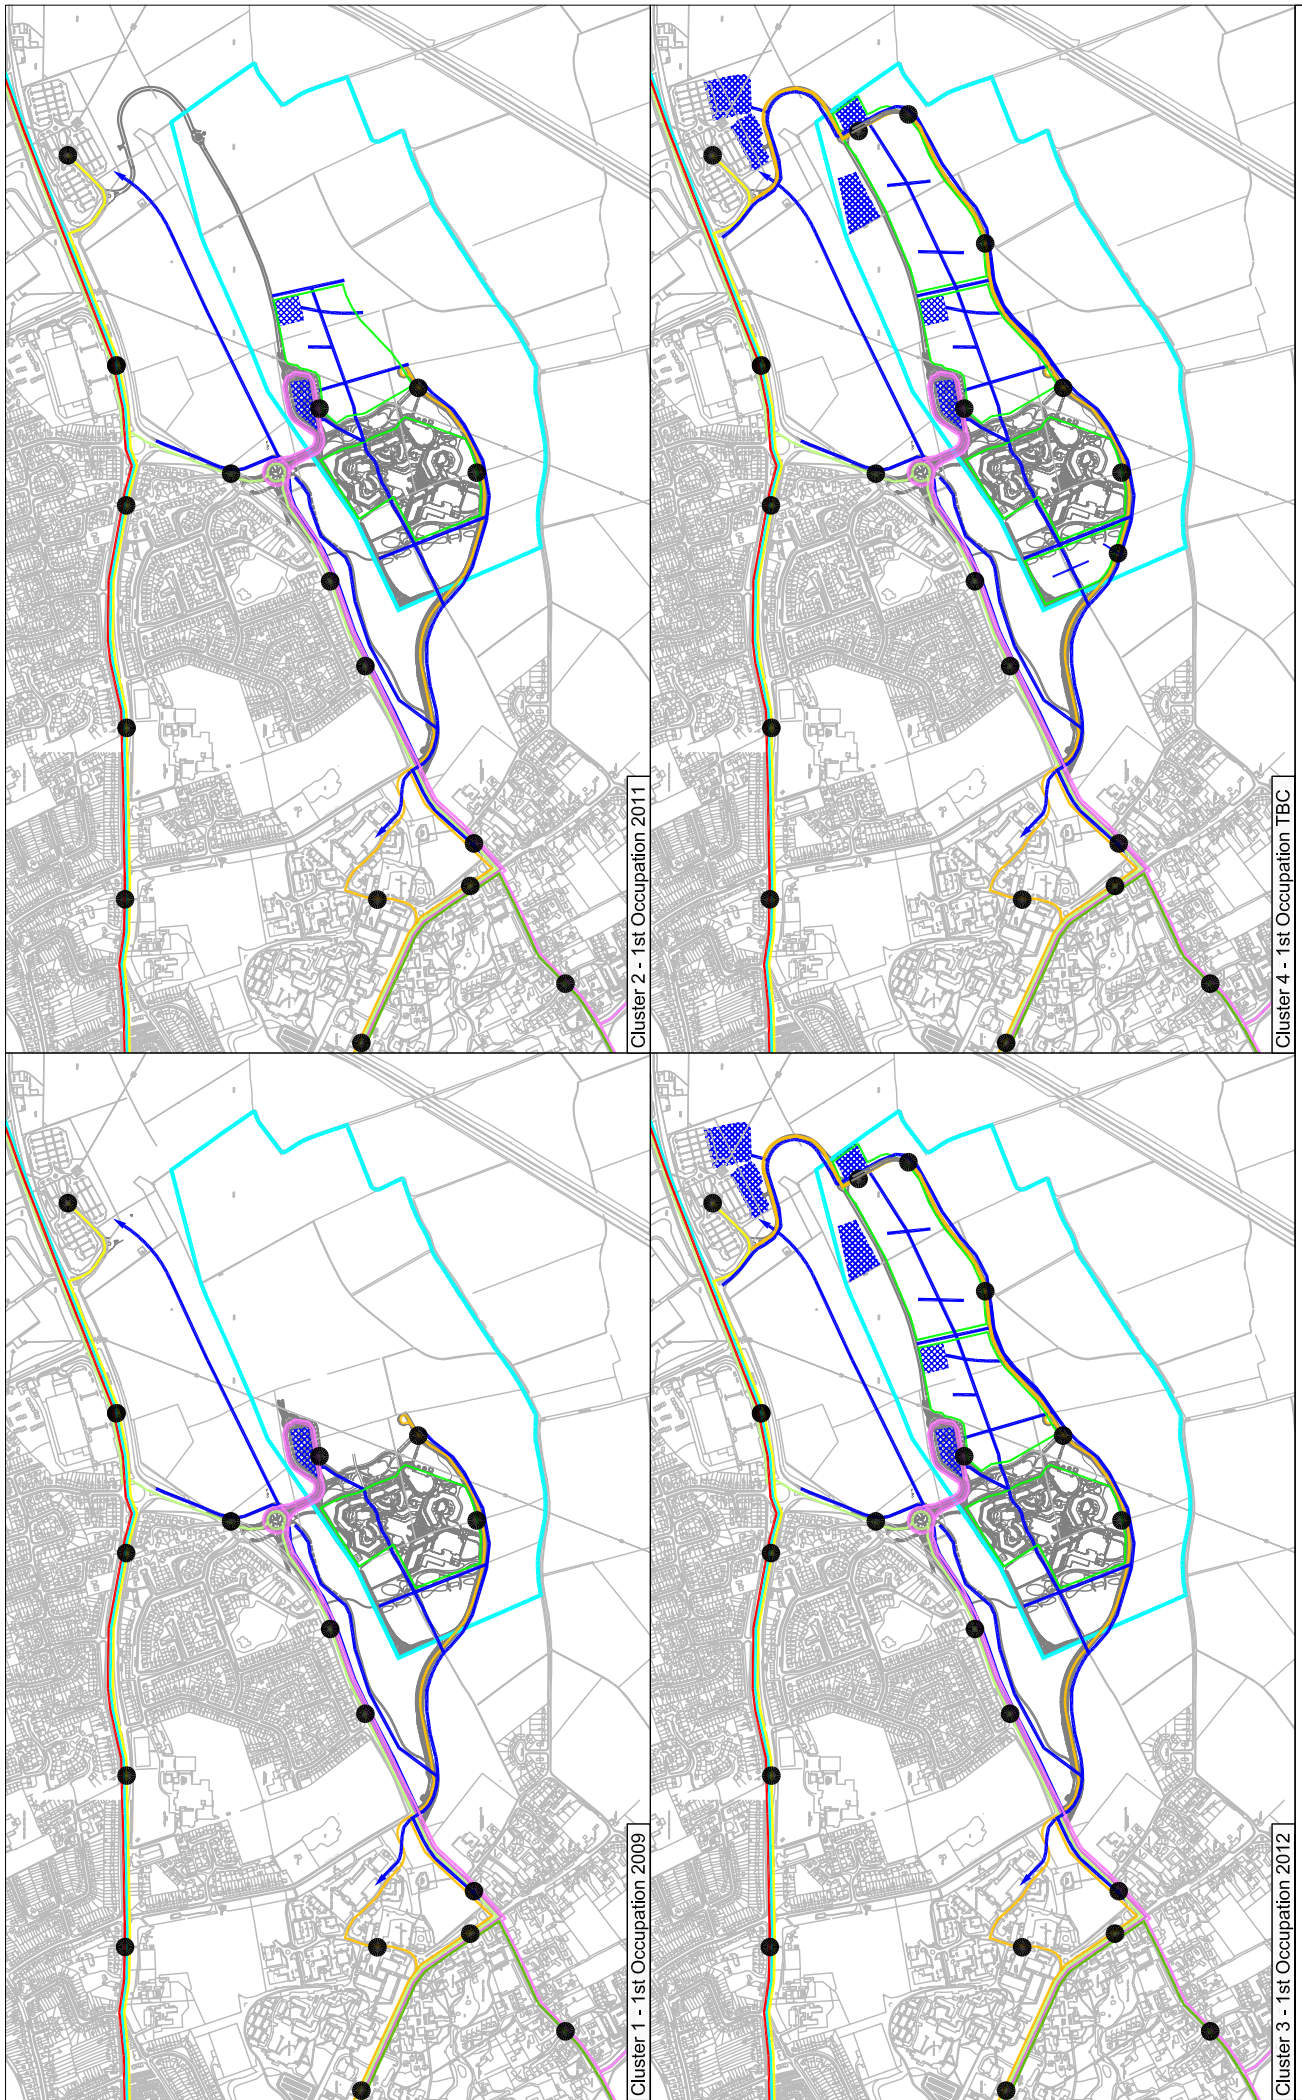 Cluster 1 - 1st Occupation 2009
Cluster 2 - 1st Occupation 2011
Cluster 3 - 1st Occupation 2012
Cluster 4 - 1st Occupation TBC